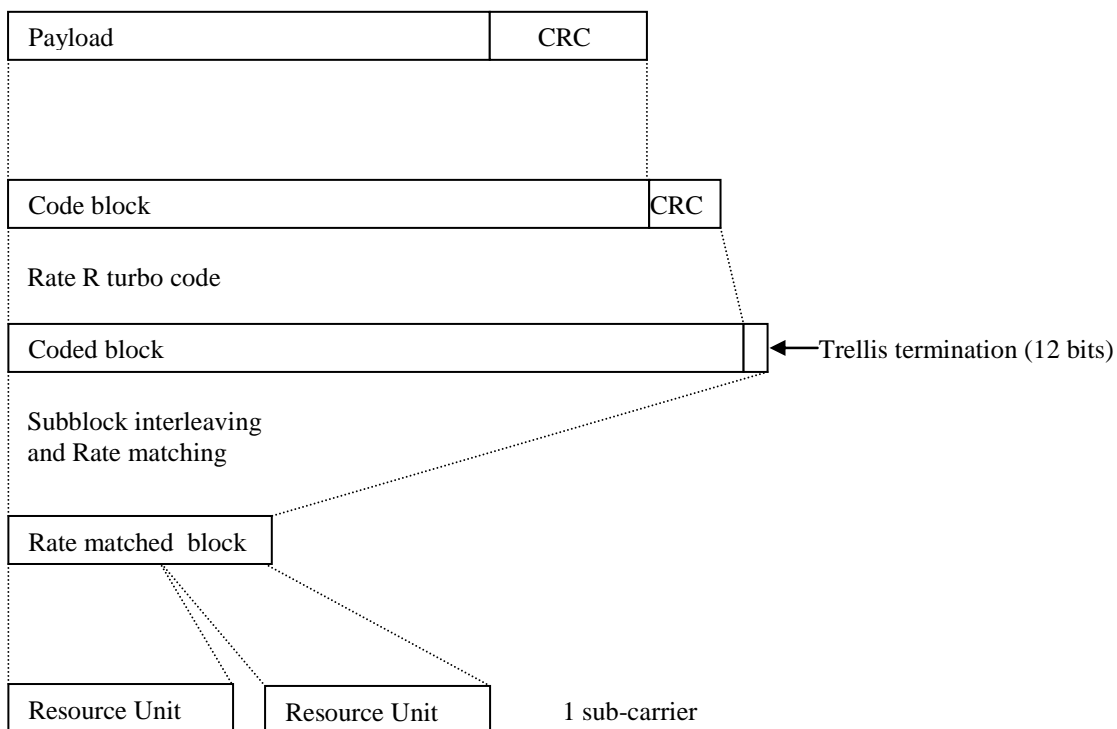 Payload CRC
Code block CRC
Rate R turbo code
Coded block
Trellis termination (12 bits)
Subblock interleaving
and Rate matching
Rate matched block
Resource Unit Resource Unit 1 sub-carrier